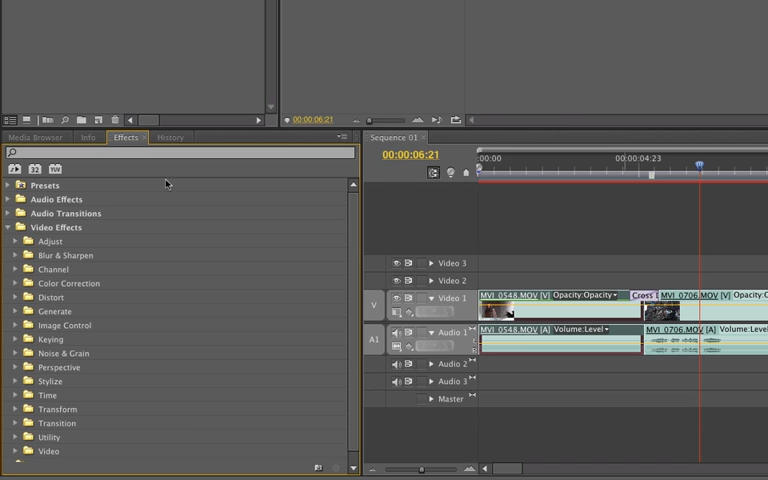 00:00:06:21
Media Browser
Info
Effects
History
32
YUV
Presets
Audio Effects
Audio Transitions
Video Effects
Adjust
Blur & Sharpen
Channel
Color Correction
Distort
Generate
Image Control
Keying
Noise & Grain
Perspective
Stylize
Time
Transform
Transition
Utility
Video
Sequence 01
00:00:06:21
:00:00
00:00:04:23
Video 3
Video 2
V
Video 1
MVI_0548.MOV [V] Opacity:Opacity
Cross
MVI_0706.MOV [V] Opacity:O
A1
Audio 1
MVI_0548.MOV [A] Volume:Level
MVI_0706.MOV [A] Volume:Level
L
R
Audio 2
Audio 3
Master